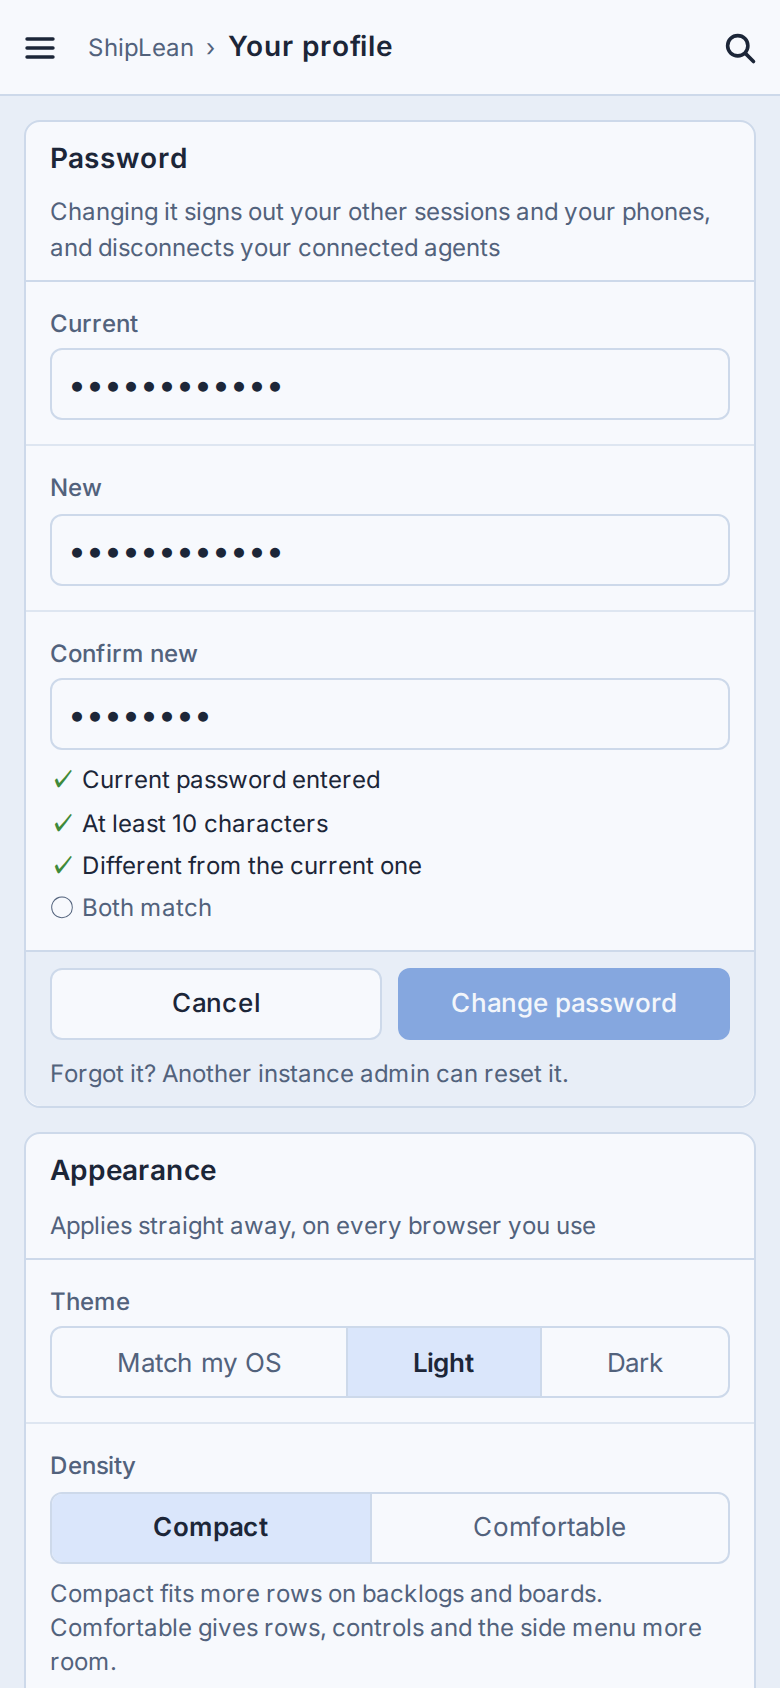 ShipLean › Your profile
Password
Changing it signs out your other sessions and your phones,
and disconnects your connected agents
Current
••••••••••••
New
••••••••••••
Confirm new
••••••••
✓ Current password entered
✓ At least 10 characters
✓ Different from the current one
○ Both match
Cancel Change password
Forgot it? Another instance admin can reset it.
Appearance
Applies straight away, on every browser you use
Theme
Match my OS Light Dark
Density
Compact Comfortable
Compact fits more rows on backlogs and boards.
Comfortable gives rows, controls and the side menu more
room.